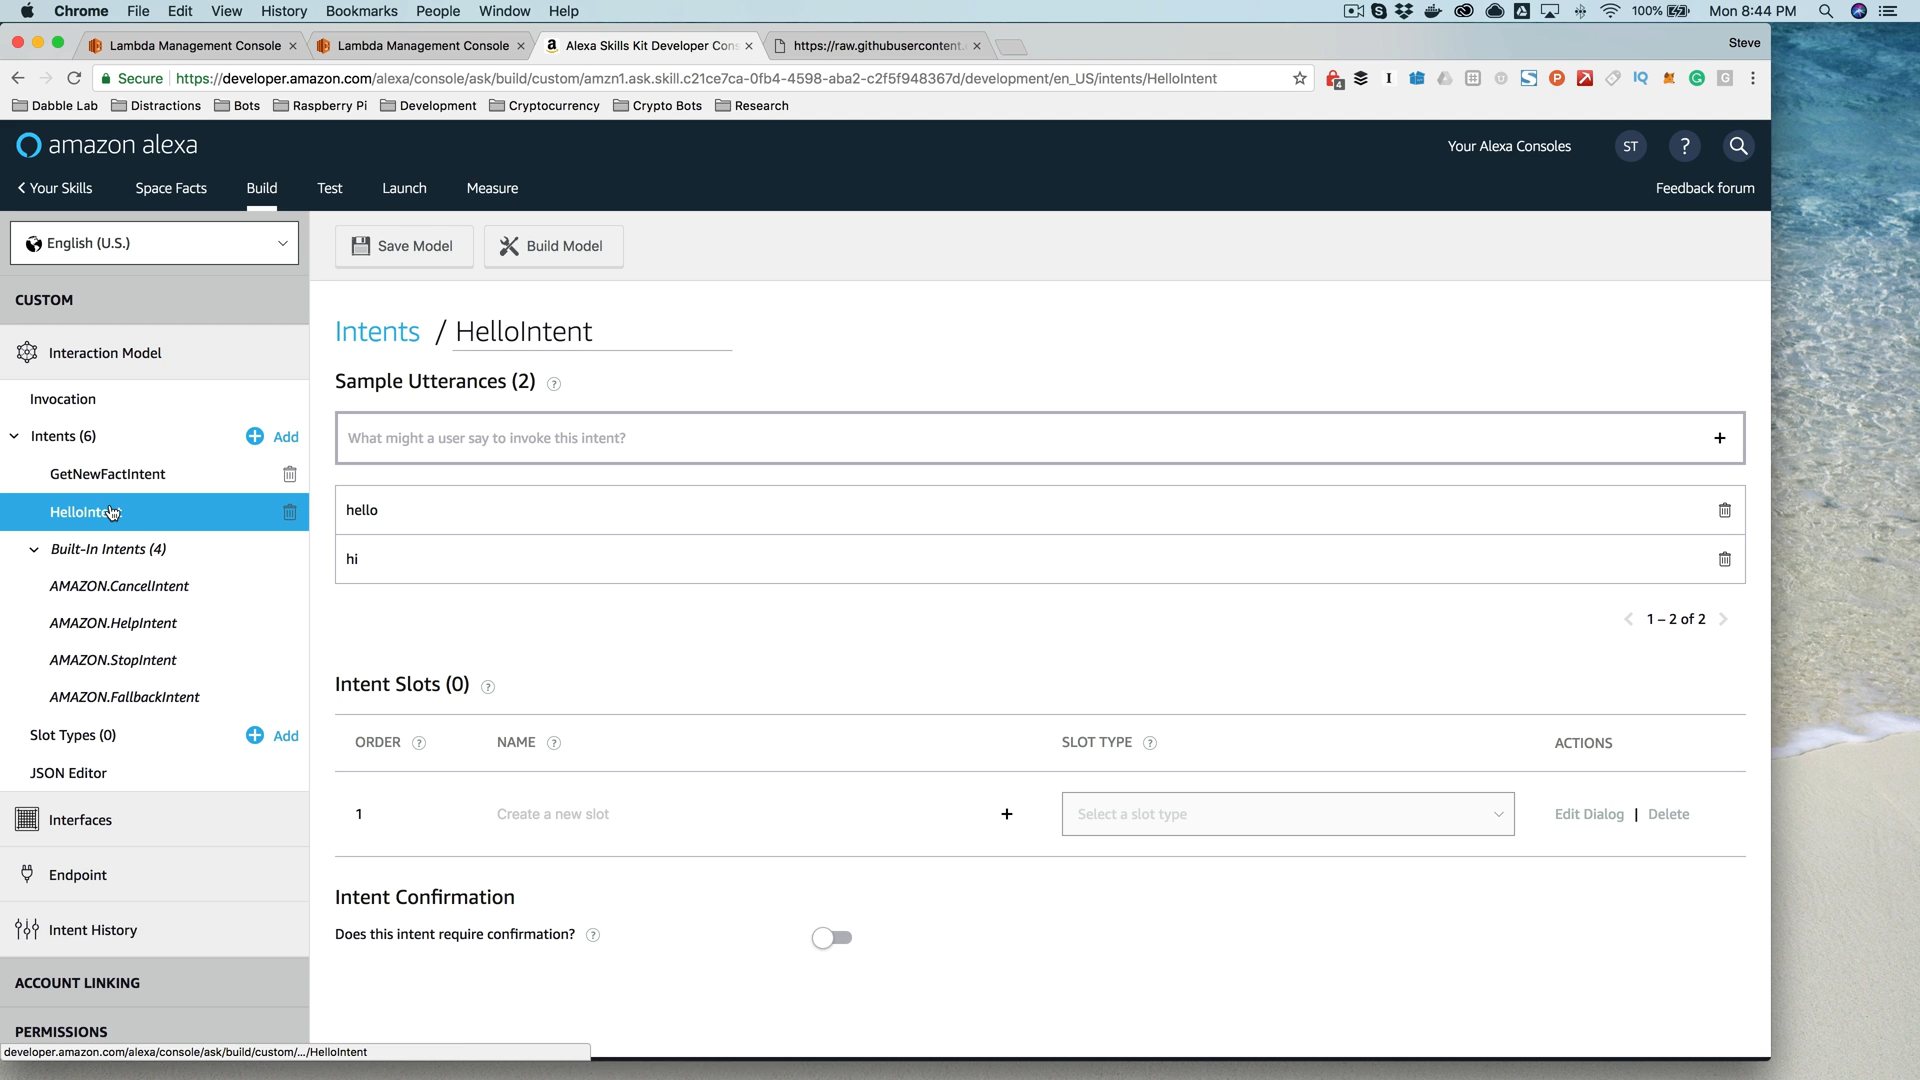 Chrome File Edit View History Bookmarks People Window Help 100% Mon 8:44 PM
Lambda Management Console Lambda Management Console a Alexa Skills Kit Developer Cons https://raw.githubusercontent. Steve
Secure https://developer.amazon.com/alexa/console/ask/build/custom/amzn1.ask.skill.c21ce7ca-0fb4-4598-aba2-c2f5f948367d/development/en_US/intents/HelloIntent
Dabble Lab Distractions Bots Raspberry Pi Development Cryptocurrency Crypto Bots Research
amazon alexa Your Alexa Consoles ST ?
Your Skills Space Facts Build Test Launch Measure Feedback forum
English (U.S.) Save Model Build Model
CUSTOM
Interaction Model
Invocation
Intents (6) Add
GetNewFactIntent
HelloInte
Built-In Intents (4)
AMAZON.CancelIntent
AMAZON.HelpIntent
AMAZON.StopIntent
AMAZON.FallbackIntent
Slot Types (0) Add
JSON Editor
Interfaces
Endpoint
Intent History
ACCOUNT LINKING
PERMISSIONS
developer.amazon.com/alexa/console/ask/build/custom/.../HelloIntent
Intents / HelloIntent
Sample Utterances (2) ?
What might a user say to invoke this intent? +
hello
hi
1 – 2 of 2
Intent Slots (0) ?
ORDER ? NAME ? SLOT TYPE ? ACTIONS
1 Create a new slot + Select a slot type Edit Dialog | Delete
Intent Confirmation
Does this intent require confirmation? ?